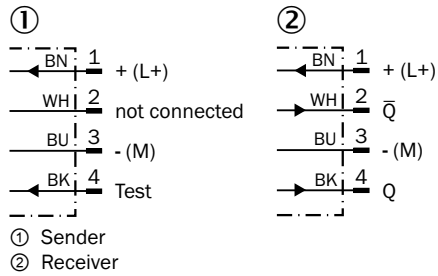 ① ②
BN 1 + (L+) BN 1 + (L+)
WH 2 not connected WH 2 Q̅
BU 3 - (M) BU 3 - (M)
BK 4 Test BK 4 Q
① Sender
② Receiver